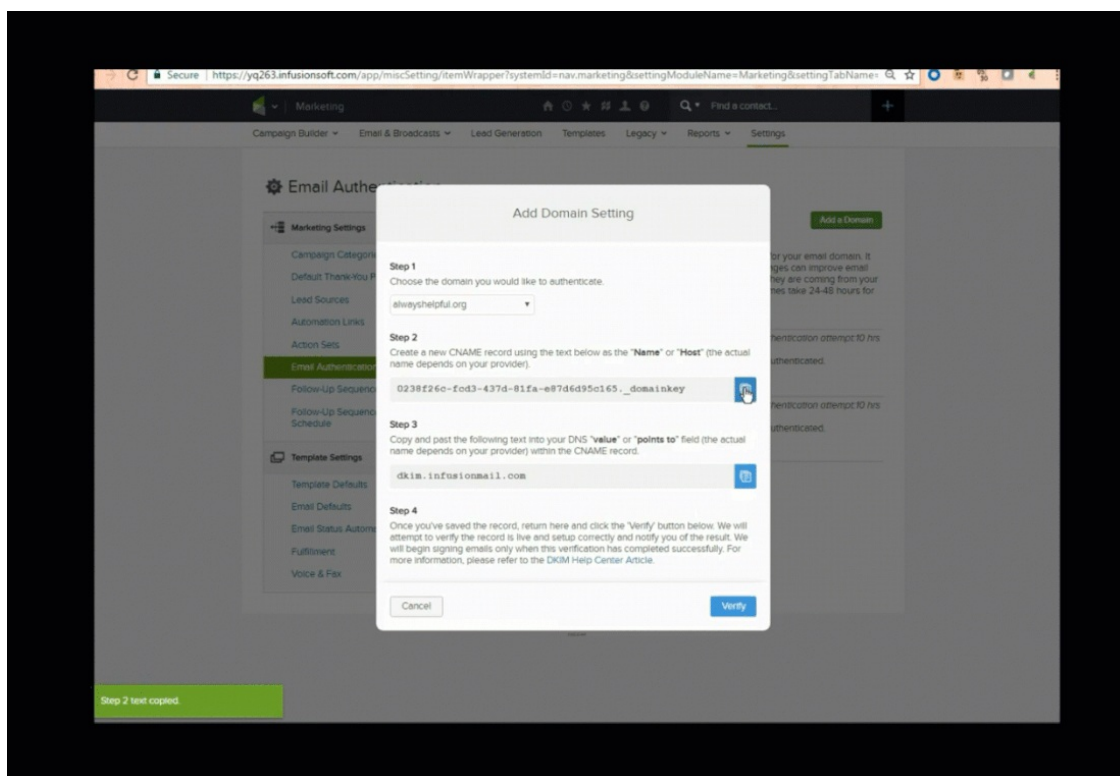 Secure | https://yq263.infusionsoft.com/app/miscSetting/itemWrapper?systemId=nav.marketing&settingModuleName=Marketing&settingTabName=
Marketing
Find a contact...
Campaign Builder Email & Broadcasts Lead Generation Templates Legacy Reports Settings
Email Authe
Add a Domain
Marketing Settings
Campaign Categori
Default Thank-You P
Lead Sources
Automation Links
Action Sets
Email Authentication
Follow-Up Sequenc
Follow-Up Sequenc
Schedule
Template Settings
Template Defaults
Email Defaults
Email Status Automa
Fulfillment
Voice & Fax
Add Domain Setting
Step 1
Choose the domain you would like to authenticate.
alwayshelpful.org
Step 2
Create a new CNAME record using the text below as the "Name" or "Host" (the actual
name depends on your provider).
0238f26c-fcd3-437d-81fa-e87d6d95c165._domainkey
Step 3
Copy and past the following text into your DNS "value" or "points to" field (the actual
name depends on your provider) within the CNAME record.
dkim.infusionmail.com
Step 4
Once you've saved the record, return here and click the 'Verify' button below. We will
attempt to verify the record is live and setup correctly and notify you of the result. We
will begin signing emails only when this verification has completed successfully. For
more information, please refer to the DKIM Help Center Article.
Cancel
Verify
for your email domain. It
ges can improve email
hey are coming from your
mes take 24-48 hours for
hentication attempt:10 hrs
uthenticated.
hentication attempt:10 hrs
uthenticated.
Step 2 text copied.